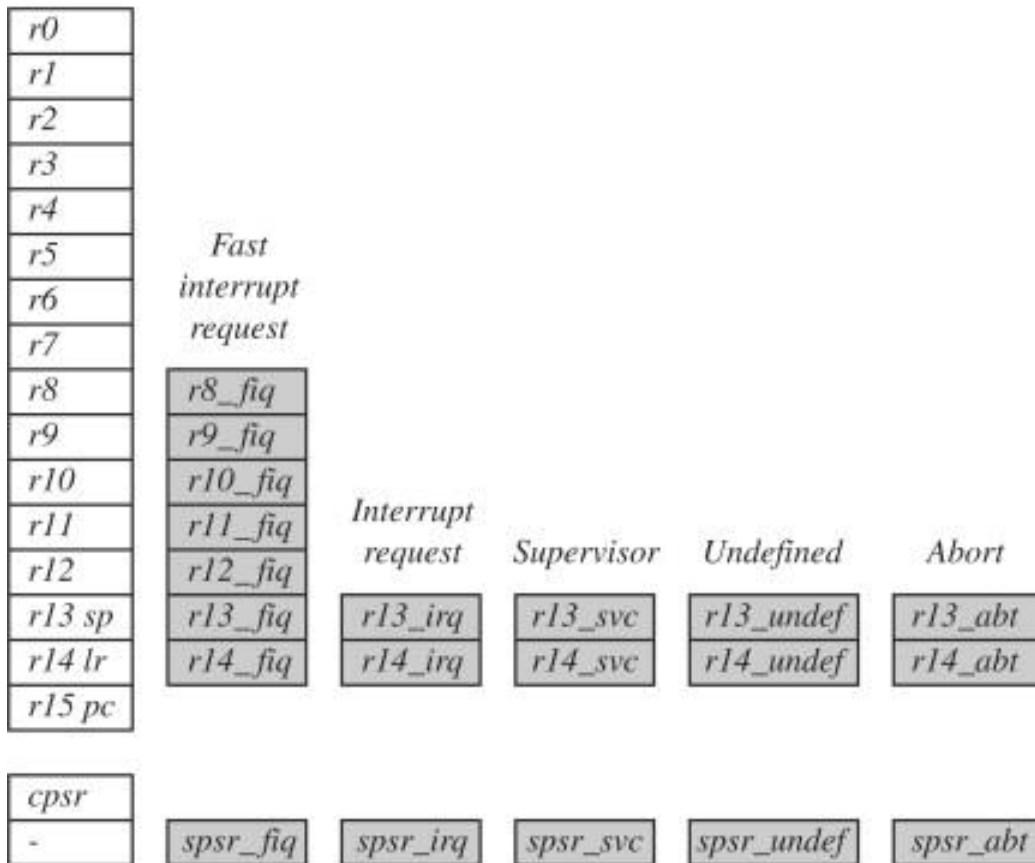 r0
r1
r2
r3
r4
r5
r6
r7
r8
r9
r10
r11
r12
r13 sp
r14 lr
r15 pc
cpsr
-
Fast
interrupt
request
r8_fiq
r9_fiq
r10_fiq
r11_fiq
r12_fiq
r13_fiq
r14_fiq
spsr_fiq
Interrupt
request
r13_irq
r14_irq
spsr_irq
Supervisor
r13_svc
r14_svc
spsr_svc
Undefined
r13_undef
r14_undef
spsr_undef
Abort
r13_abt
r14_abt
spsr_abt